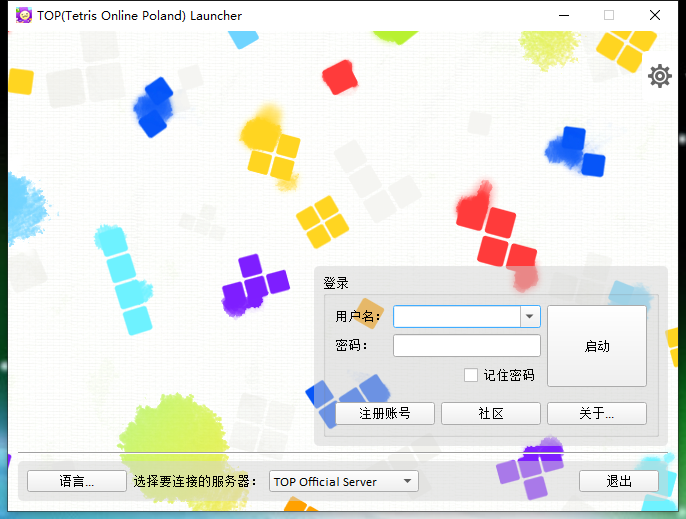 TOP(Tetris Online Poland) Launcher
登录
用户名：
密码：
启动
记住密码
注册账号
社区
关于...
语言...
选择要连接的服务器：
TOP Official Server
退出